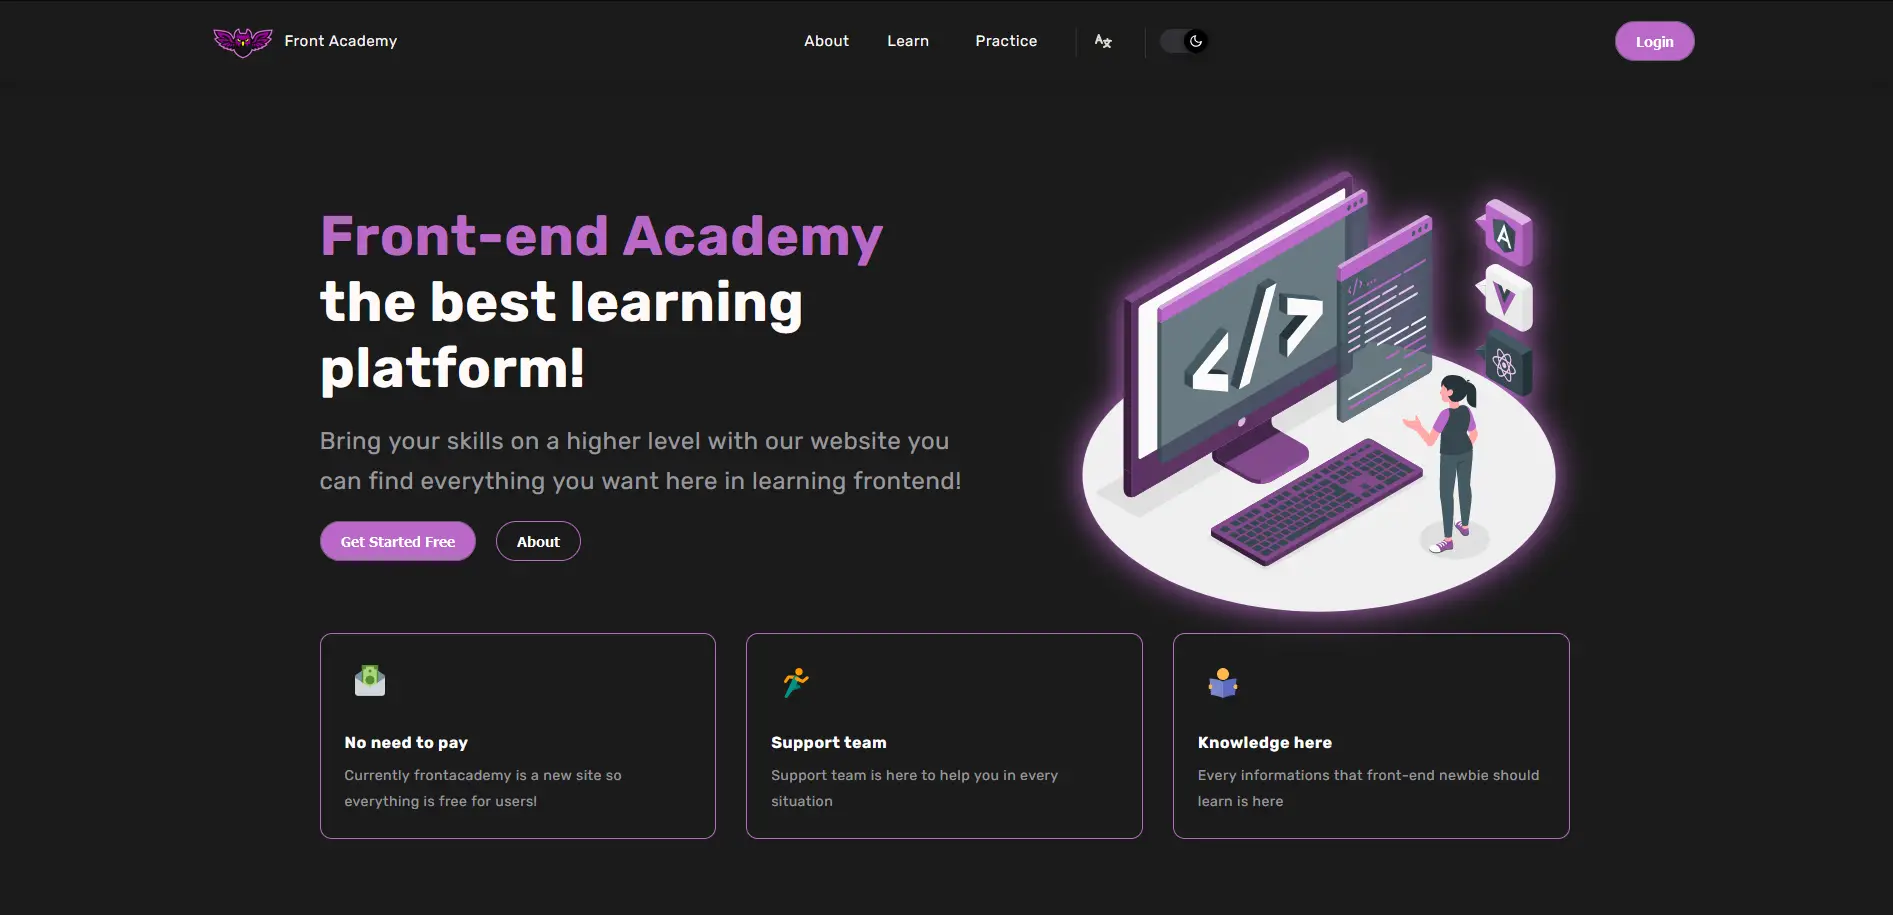 Front Academy
About
Learn
Practice
Login
Front-end Academy
the best learning
platform!
Bring your skills on a higher level with our website you
can find everything you want here in learning frontend!
Get Started Free
About
</>
</> ...
A
V
No need to pay
Currently frontacademy is a new site so
everything is free for users!
Support team
Support team is here to help you in every
situation
Knowledge here
Every informations that front-end newbie should
learn is here